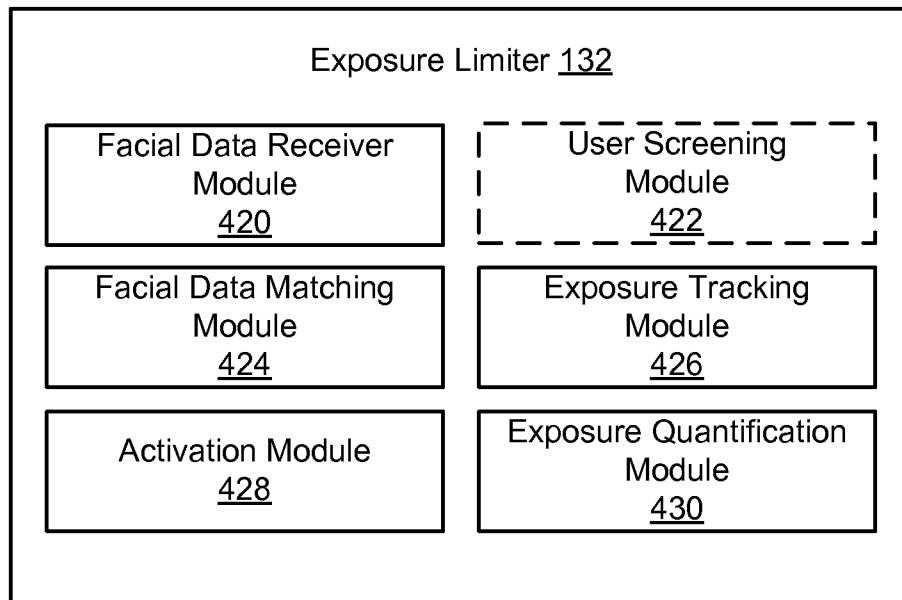 Exposure Limiter 132
Facial Data Receiver
Module
420
User Screening
Module
422
Facial Data Matching
Module
424
Exposure Tracking
Module
426
Activation Module
428
Exposure Quantification
Module
430